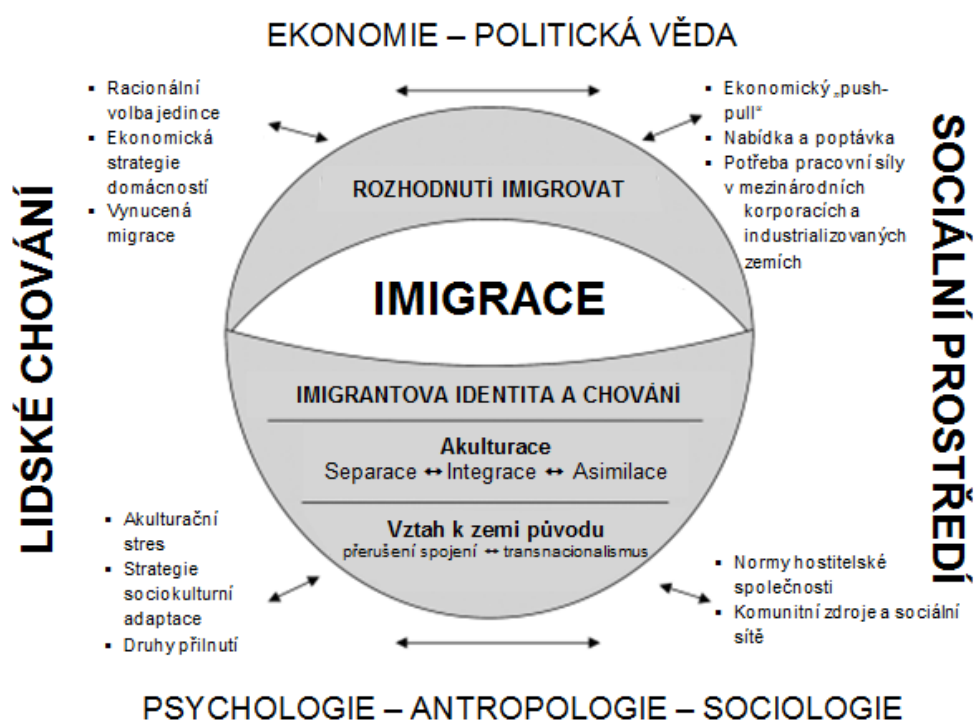 EKONOMIE – POLITICKÁ VĚDA
▪ Racionální
volba jedince
▪ Ekonomická
strategie
domácností
▪ Vynucená
migrace
▪ Ekonomický „push-
pull“
▪ Nabídka a poptávka
▪ Potřeba pracovní síly
v mezinárodních
korporacích a
industrializovaných
zemích
LIDSKÉ CHOVÁNÍ
SOCIÁLNÍ PROSTŘEDÍ
ROZHODNUTÍ IMIGROVAT
IMIGRACE
IMIGRANTOVA IDENTITA A CHOVÁNÍ
Akulturace
Separace ↔ Integrace ↔ Asimilace
Vztah k zemi původu
přerušení spojení ↔ transnacionalismus
▪ Akulturační
stres
▪ Strategie
sociokulturní
adaptace
▪ Druhy přilnutí
▪ Normy hostitelské
společnosti
▪ Komunitní zdroje a sociální
sítě
PSYCHOLOGIE – ANTROPOLOGIE – SOCIOLOGIE